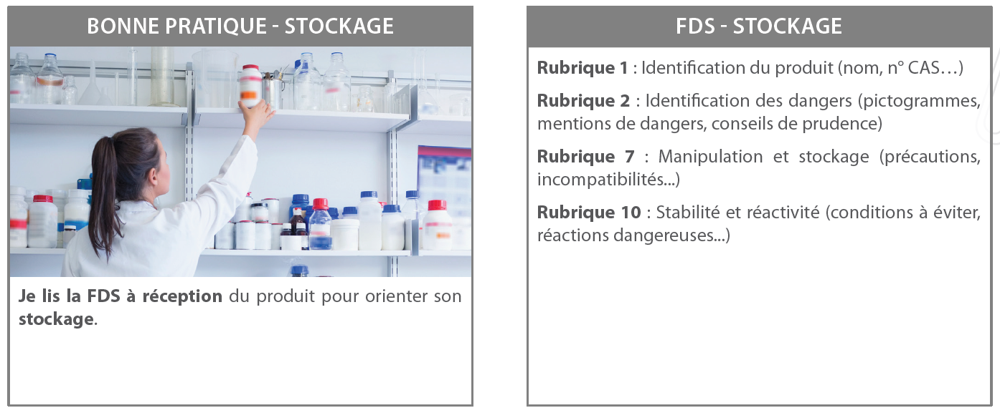 BONNE PRATIQUE - STOCKAGE
Je lis la FDS à réception du produit pour orienter son
stockage.
FDS - STOCKAGE
Rubrique 1 : Identification du produit (nom, n° CAS…)
Rubrique 2 : Identification des dangers (pictogrammes,
mentions de dangers, conseils de prudence)
Rubrique 7 : Manipulation et stockage (précautions,
incompatibilités...)
Rubrique 10 : Stabilité et réactivité (conditions à éviter,
réactions dangereuses...)